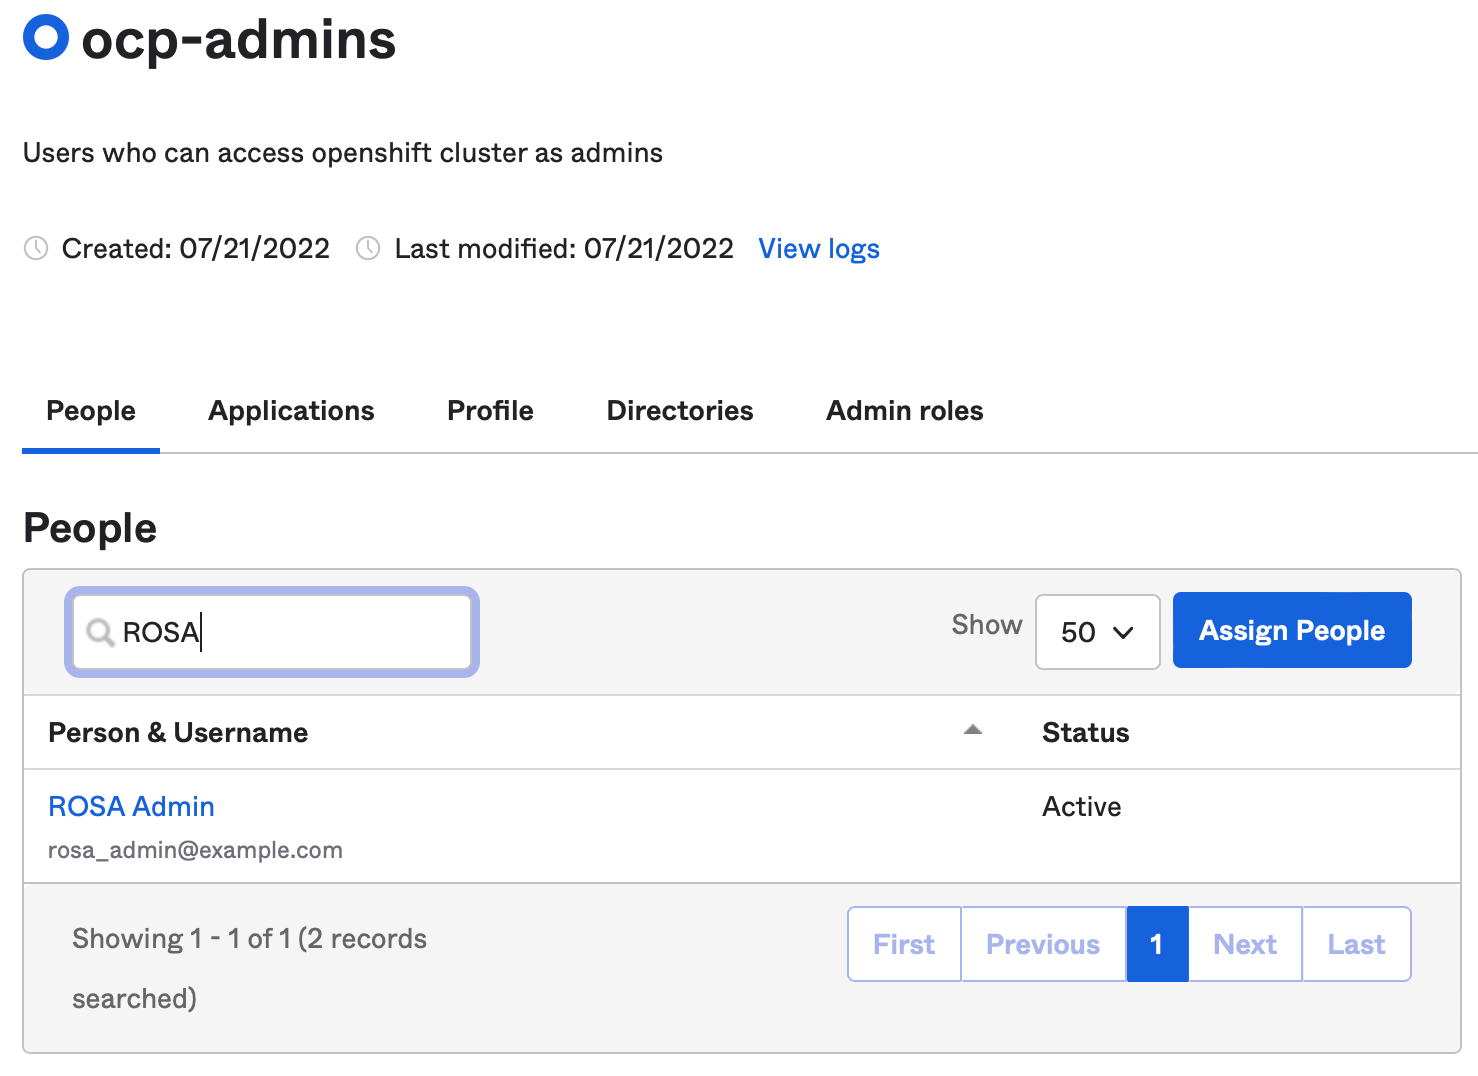 ocp-admins
Users who can access openshift cluster as admins
Created: 07/21/2022 Last modified: 07/21/2022 View logs
People Applications Profile Directories Admin roles
People
ROSA Show 50 Assign People
Person & Username Status
ROSA Admin Active
rosa_admin@example.com
Showing 1 - 1 of 1 (2 records
searched)
First Previous 1 Next Last